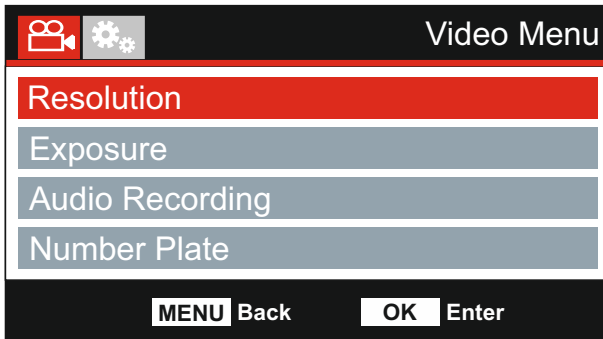 Video Menu
Resolution
Exposure
Audio Recording
Number Plate
MENU Back OK Enter